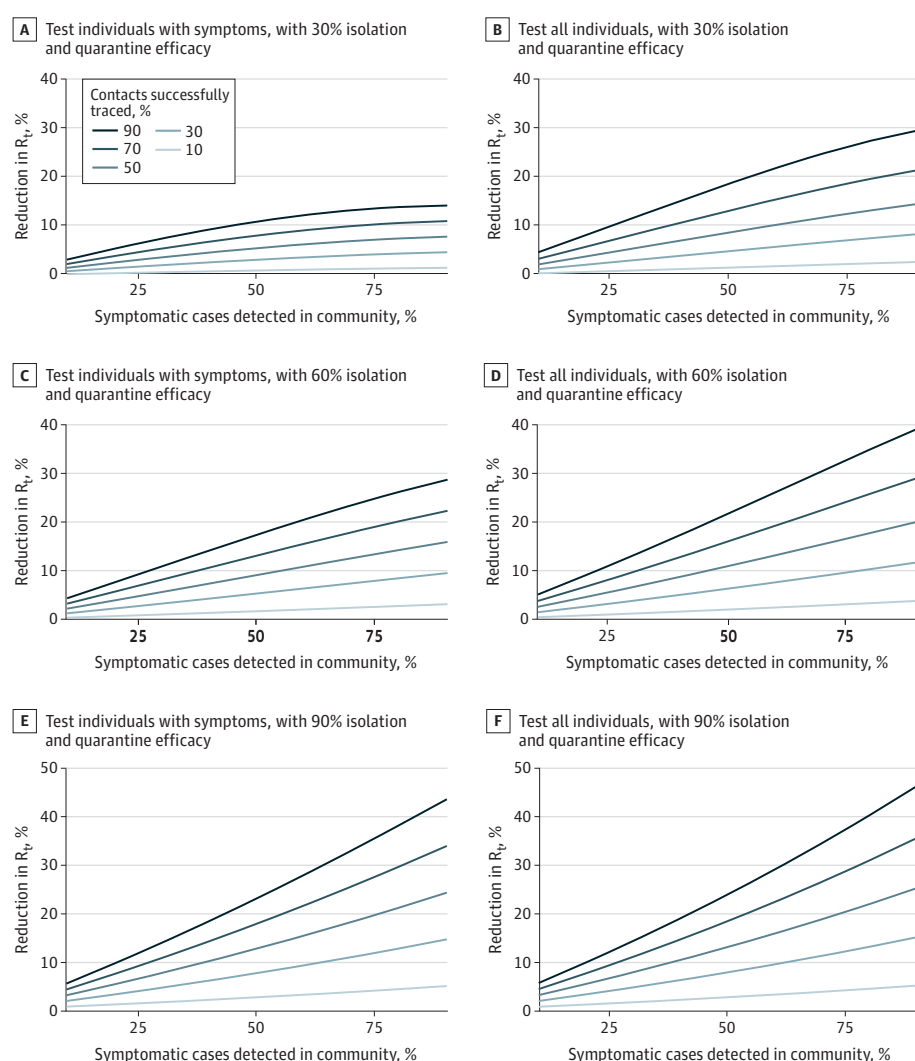 A Test individuals with symptoms, with 30% isolation
and quarantine efficacy
40
30
20
10
0
Reduction in Rt, %
Contacts successfully
traced, %
90 30
70 10
50
25 50 75
Symptomatic cases detected in community, %
B Test all individuals, with 30% isolation
and quarantine efficacy
40
30
20
10
0
Reduction in Rt, %
25 50 75
Symptomatic cases detected in community, %
C Test individuals with symptoms, with 60% isolation
and quarantine efficacy
40
30
20
10
0
Reduction in Rt, %
25 50 75
Symptomatic cases detected in community, %
D Test all individuals, with 60% isolation
and quarantine efficacy
40
30
20
10
0
Reduction in Rt, %
25 50 75
Symptomatic cases detected in community, %
E Test individuals with symptoms, with 90% isolation
and quarantine efficacy
50
40
30
20
10
0
Reduction in Rt, %
25 50 75
Symptomatic cases detected in community, %
F Test all individuals, with 90% isolation
and quarantine efficacy
50
40
30
20
10
0
Reduction in Rt, %
25 50 75
Symptomatic cases detected in community, %